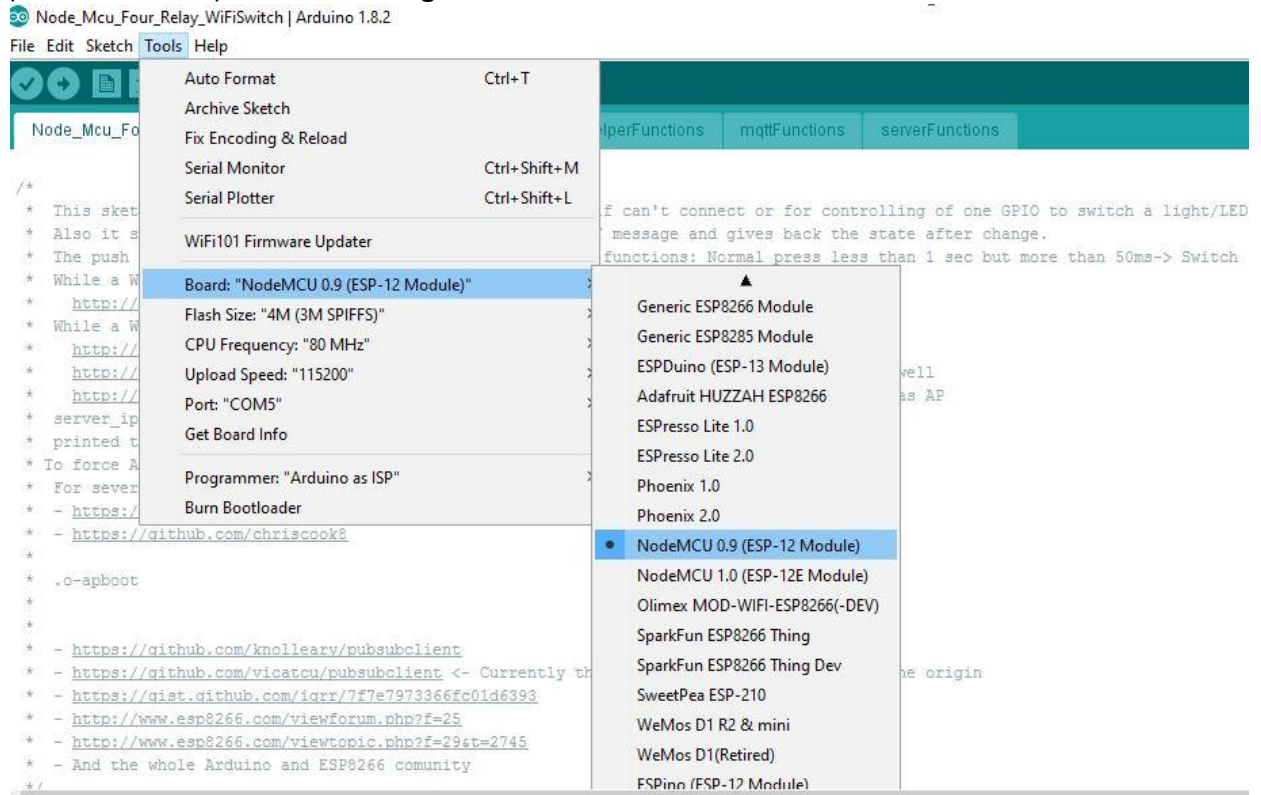 Node_Mcu_Four_Relay_WiFiSwitch | Arduino 1.8.2
File Edit Sketch Tools Help
Auto Format Ctrl+T
Archive Sketch
Fix Encoding & Reload
Serial Monitor Ctrl+Shift+M
Serial Plotter Ctrl+Shift+L
WiFi101 Firmware Updater
Board: "NodeMCU 0.9 (ESP-12 Module)"
Flash Size: "4M (3M SPIFFS)"
CPU Frequency: "80 MHz"
Upload Speed: "115200"
Port: "COM5"
Get Board Info
Programmer: "Arduino as ISP"
Burn Bootloader
Generic ESP8266 Module
Generic ESP8285 Module
ESPDuino (ESP-13 Module)
Adafruit HUZZAH ESP8266
ESPresso Lite 1.0
ESPresso Lite 2.0
Phoenix 1.0
Phoenix 2.0
NodeMCU 0.9 (ESP-12 Module)
NodeMCU 1.0 (ESP-12E Module)
Olimex MOD-WIFI-ESP8266(-DEV)
SparkFun ESP8266 Thing
SparkFun ESP8266 Thing Dev
SweetPea ESP-210
WeMos D1 R2 & mini
WeMos D1(Retired)
ESPino (ESP-12 Module)
Node_Mcu_Fo lperFunctions mqttFunctions serverFunctions
/*
* This sket f can't connect or for controlling of one GPIO to switch a light/LED
* Also it s message and gives back the state after change.
* The push functions: Normal press less than 1 sec but more than 50ms-> Switch
* While a W
* http://
* While a W
* http://
* http:// well
* http:// as AP
* server_ip
* printed t
* To force A
* For sever
* - https:/
* - https://github.com/chriscook8
*
* .o-apboot
*
*
* - https://github.com/knolleary/pubsubclient
* - https://github.com/vicatcu/pubsubclient <- Currently th he origin
* - https://gist.github.com/igrr/7f7e7973366fc01d6393
* - http://www.esp8266.com/viewforum.php?f=25
* - http://www.esp8266.com/viewtopic.php?f=29&t=2745
* - And the whole Arduino and ESP8266 comunity
*/